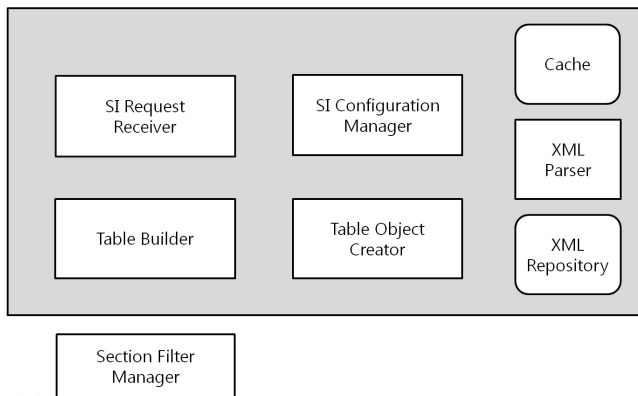 SI Request
Receiver
SI Configuration
Manager
Cache
XML
Parser
Table Builder
Table Object
Creator
XML
Repository
Section Filter
Manager